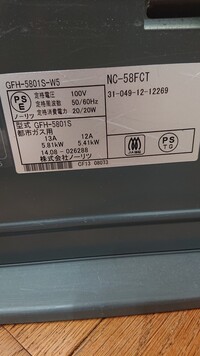 GFH-5801S-W5
NC-58FCT
PS
E
ノーリツ
定格電圧 100V
定格周波数 50/60Hz
定格消費電力 20/20W
31-049-12-12269
型式 GFH-5801S
都市ガス用
13A 12A
5.81kW 5.41kW
14.08-026288
株式会社ノーリツ
PS
TG